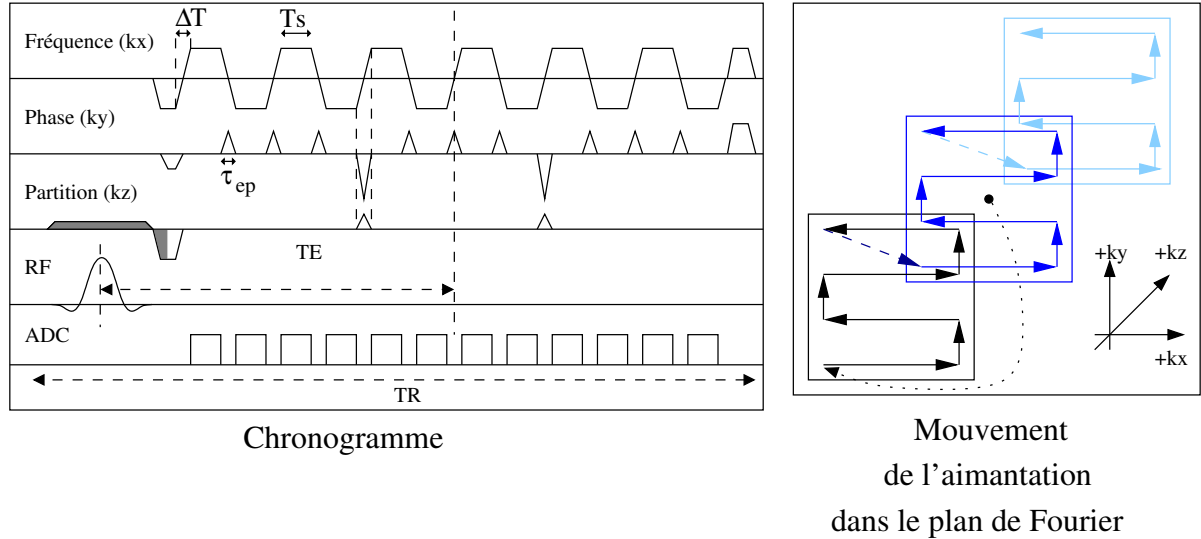 ΔT
Ts
Fréquence (kx)
Phase (ky)
τep
Partition (kz)
TE
RF
ADC
TR
Chronogramme
+ky
+kz
+kx
Mouvement
de l'aimantation
dans le plan de Fourier